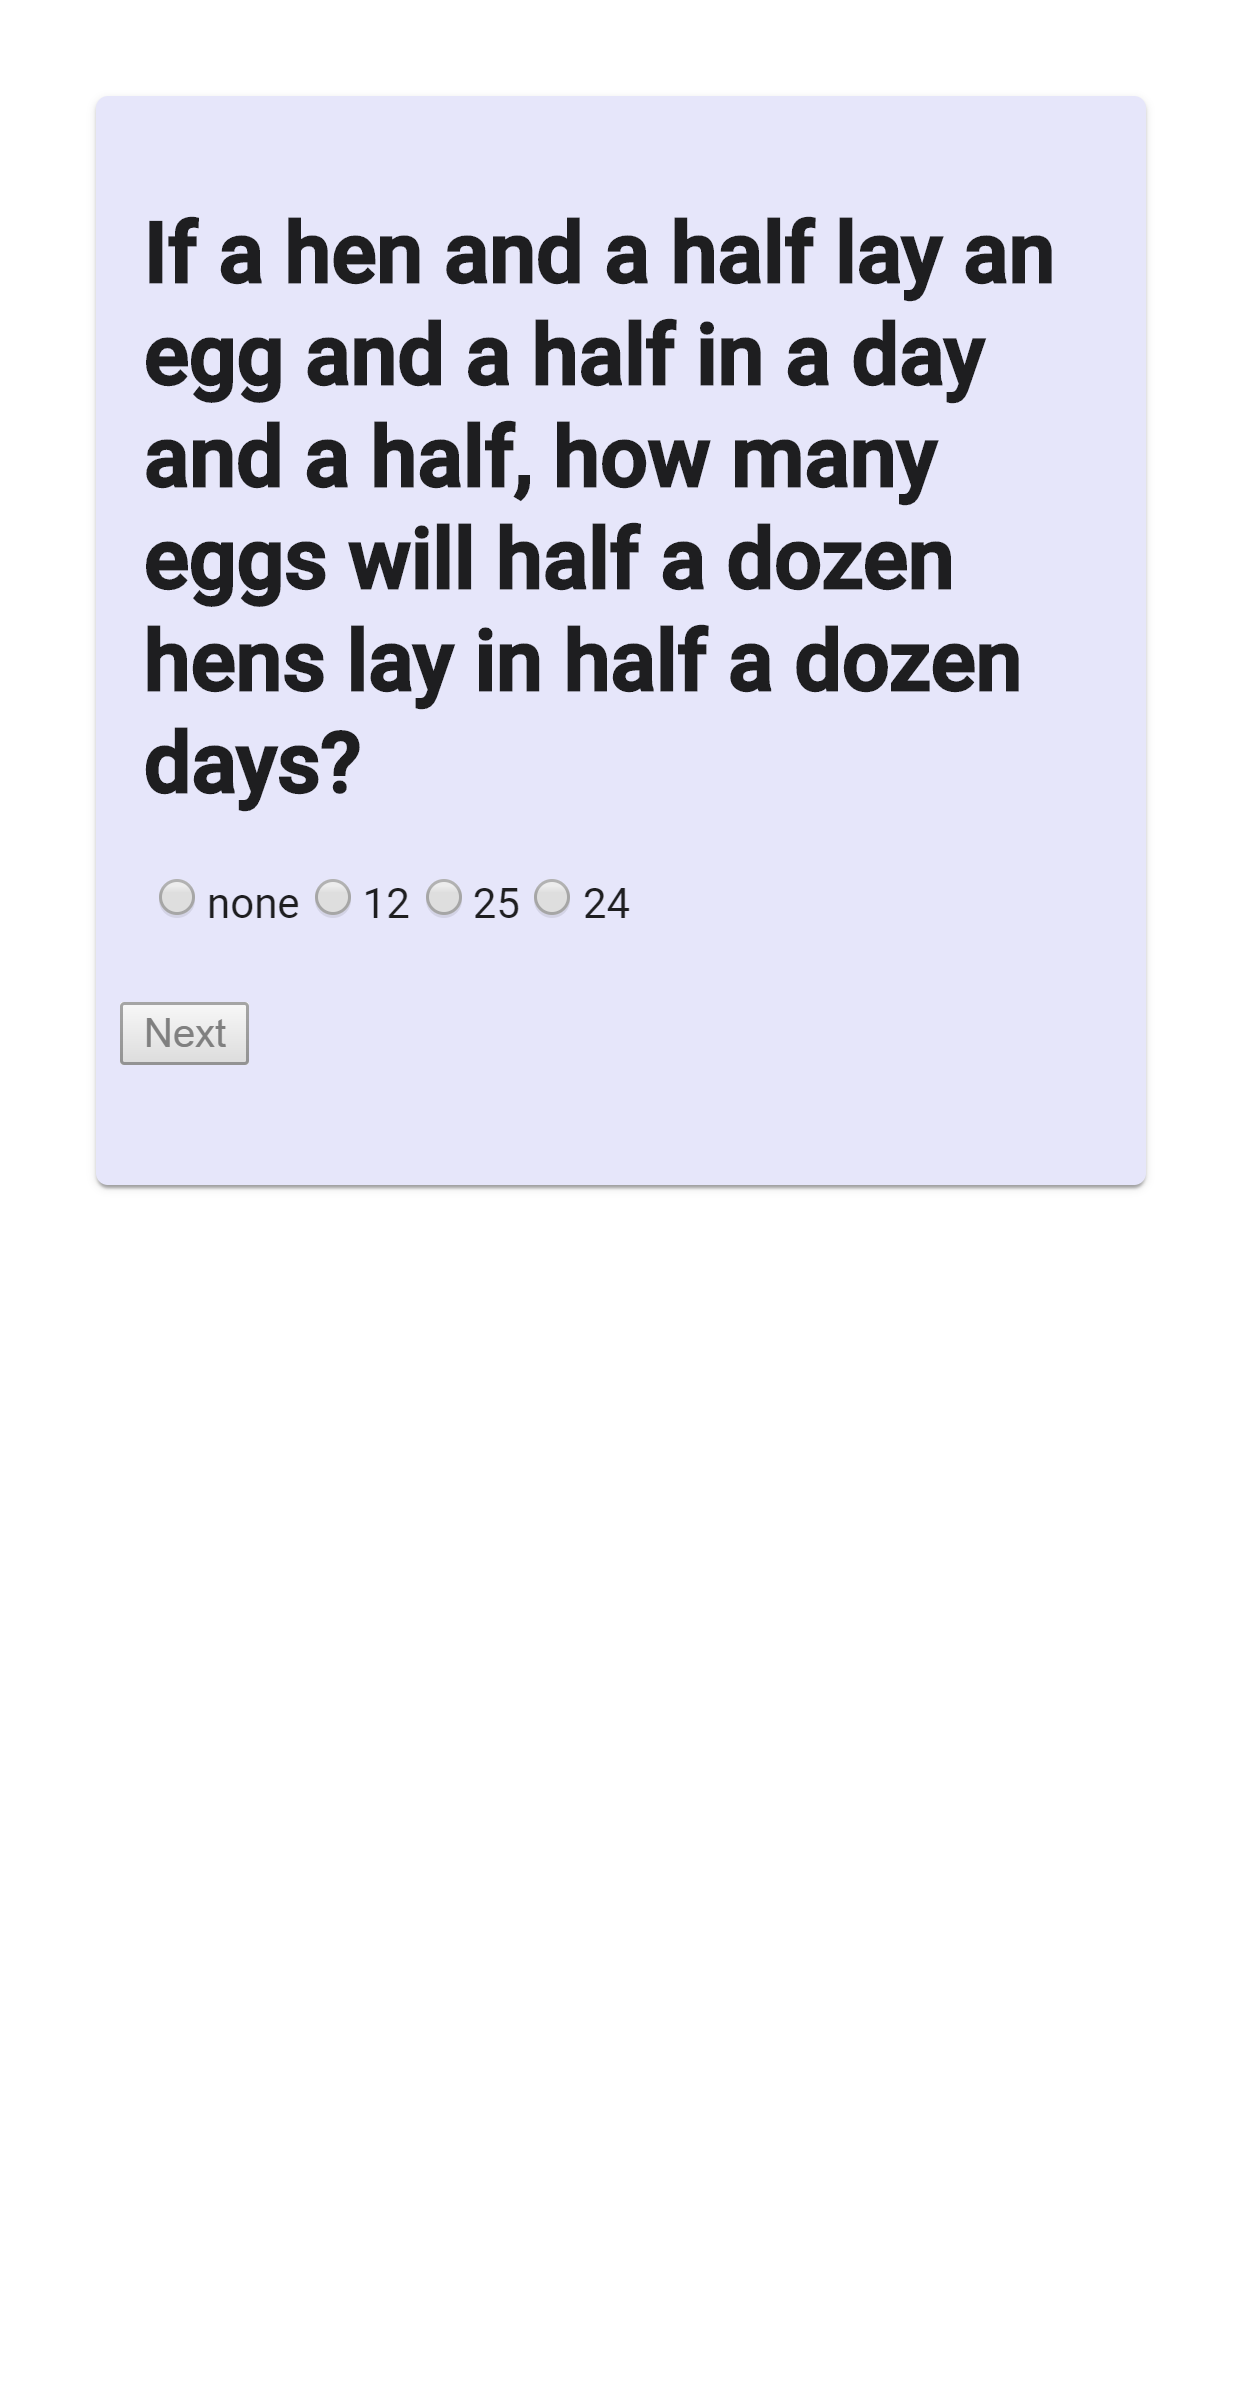 If a hen and a half lay an
egg and a half in a day
and a half, how many
eggs will half a dozen
hens lay in half a dozen
days?
none 12 25 24
Next